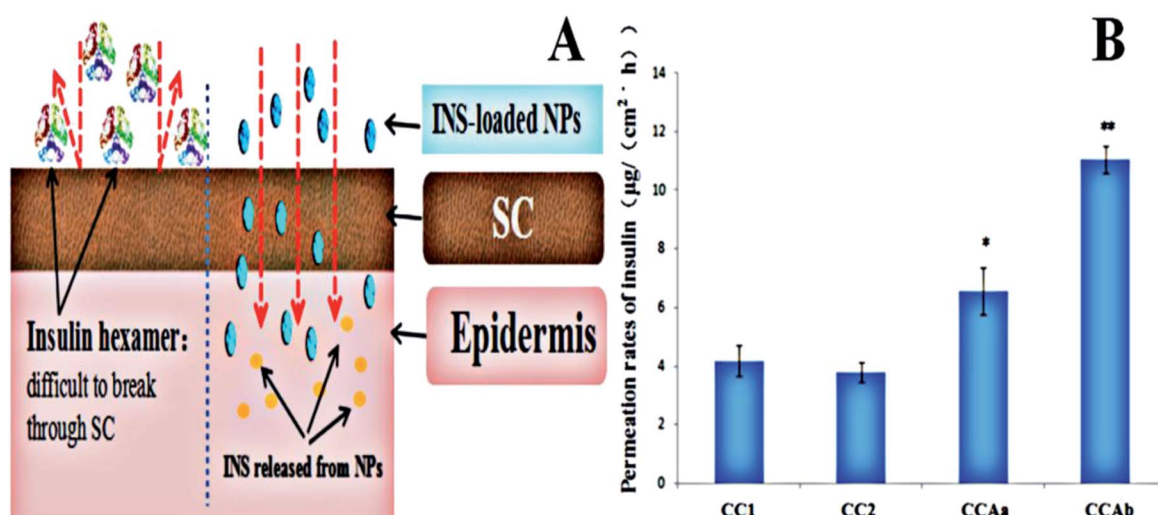 A
INS-loaded NPs
SC
Epidermis
Insulin hexamer:
difficult to break
through SC
INS released from NPs
B
Permeation rates of insulin（μg/（cm²·h））
14
12
10
8
6
4
2
0
*
**
CC1
CC2
CCAa
CCAb